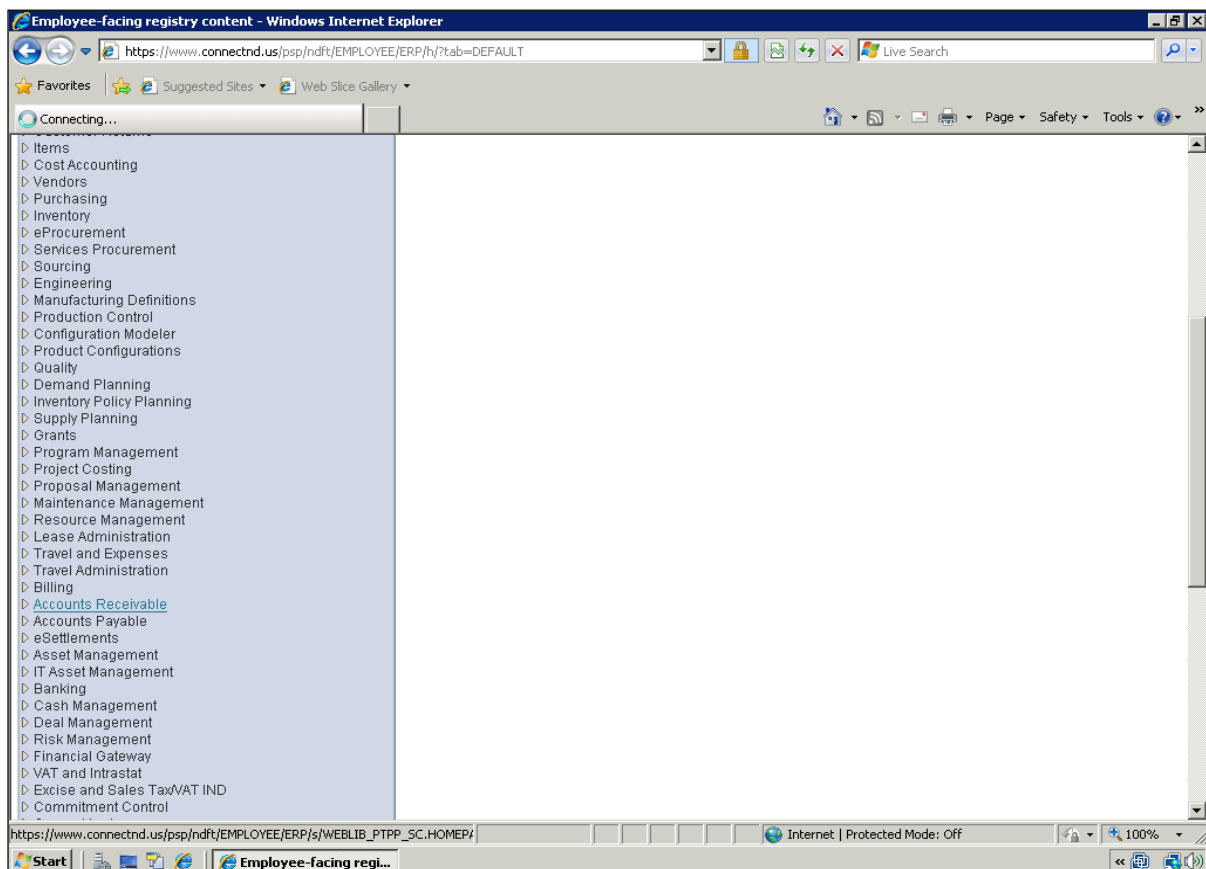 Employee-facing registry content - Windows Internet Explorer
https://www.connectnd.us/psp/ndft/EMPLOYEE/ERP/h/?tab=DEFAULT
Live Search
Favorites
Suggested Sites
Web Slice Gallery
Connecting...
Page
Safety
Tools
»
Items
Cost Accounting
Vendors
Purchasing
Inventory
eProcurement
Services Procurement
Sourcing
Engineering
Manufacturing Definitions
Production Control
Configuration Modeler
Product Configurations
Quality
Demand Planning
Inventory Policy Planning
Supply Planning
Grants
Program Management
Project Costing
Proposal Management
Maintenance Management
Resource Management
Lease Administration
Travel and Expenses
Travel Administration
Billing
Accounts Receivable
Accounts Payable
eSettlements
Asset Management
IT Asset Management
Banking
Cash Management
Deal Management
Risk Management
Financial Gateway
VAT and Intrastat
Excise and Sales Tax/VAT IND
Commitment Control
https://www.connectnd.us/psp/ndft/EMPLOYEE/ERP/s/WEBLIB_PTPP_SC.HOMEPA
Internet | Protected Mode: Off
100%
Start
Employee-facing regi...
«